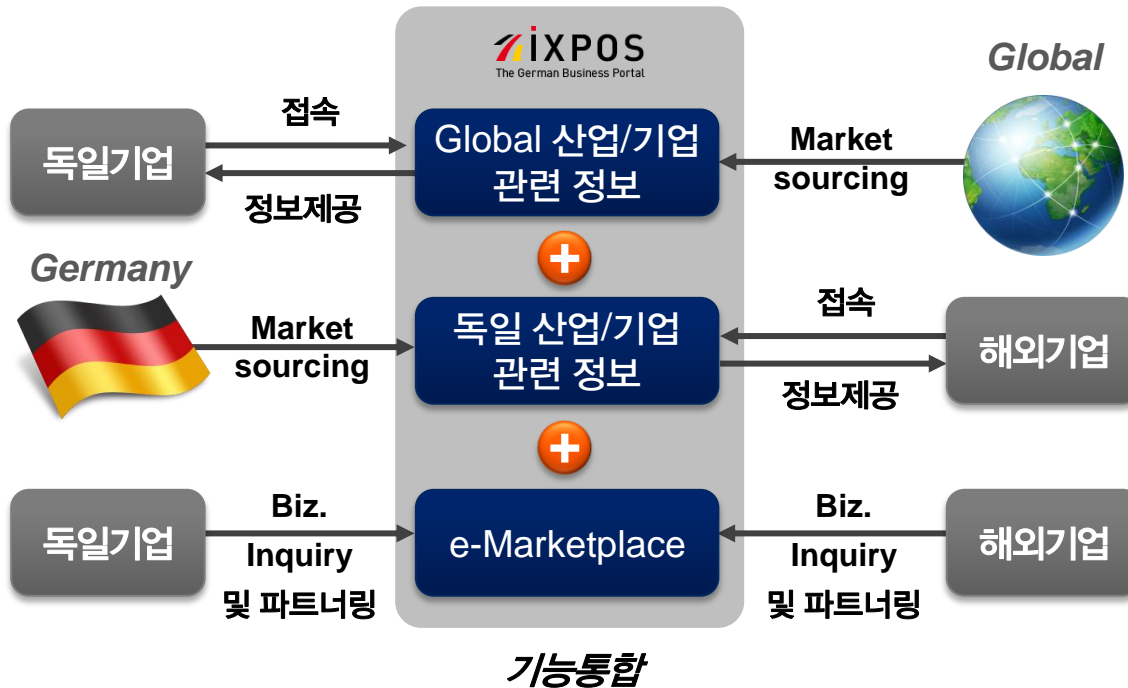 iXPOS
The German Business Portal
Global
독일기업
접속
정보제공
Global 산업/기업
관련 정보
Market
sourcing
Germany
Market
sourcing
독일 산업/기업
관련 정보
접속
정보제공
해외기업
독일기업
Biz.
Inquiry
및 파트너링
e-Marketplace
Biz.
Inquiry
및 파트너링
해외기업
기능통합